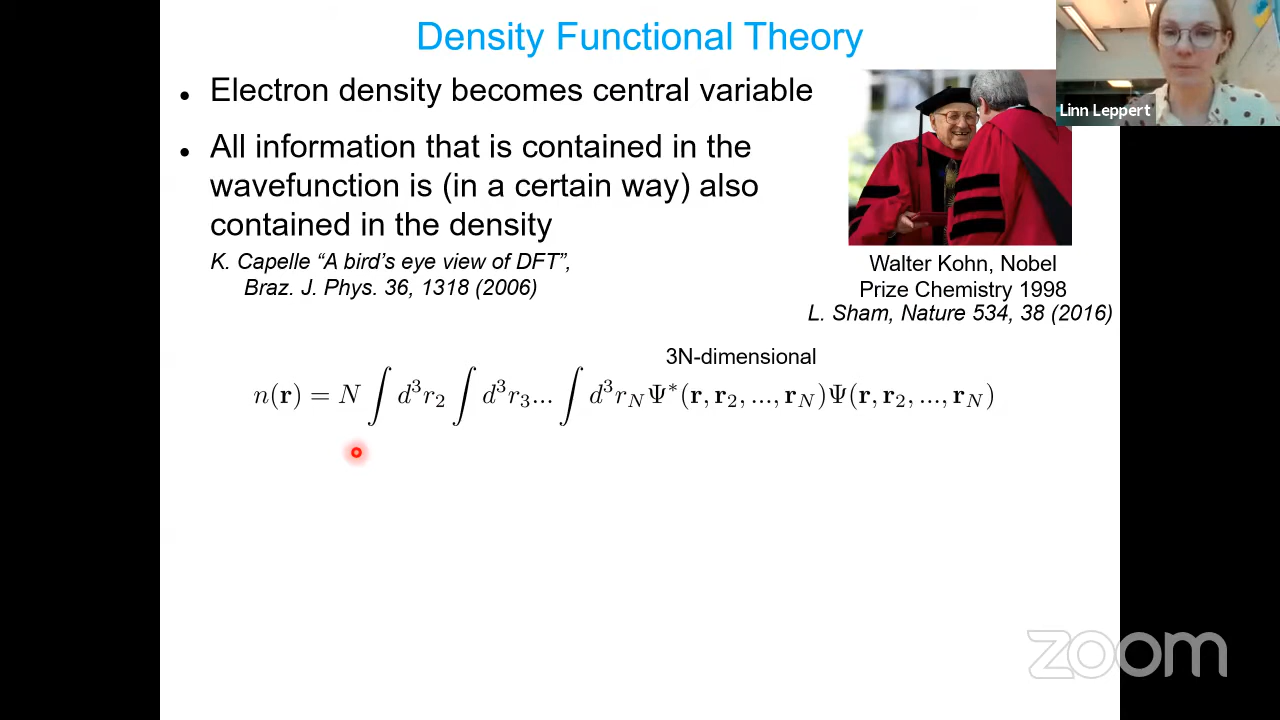 Density Functional Theory
Linn Leppert
• Electron density becomes central variable
• All information that is contained in the
wavefunction is (in a certain way) also
contained in the density
K. Capelle “A bird’s eye view of DFT”,
Braz. J. Phys. 36, 1318 (2006)
Walter Kohn, Nobel
Prize Chemistry 1998
L. Sham, Nature 534, 38 (2016)
3N-dimensional
n(r) = N ∫ d³r₂ ∫ d³r₃... ∫ d³r_N Ψ*(r, r₂, ..., r_N)Ψ(r, r₂, ..., r_N)
zoom